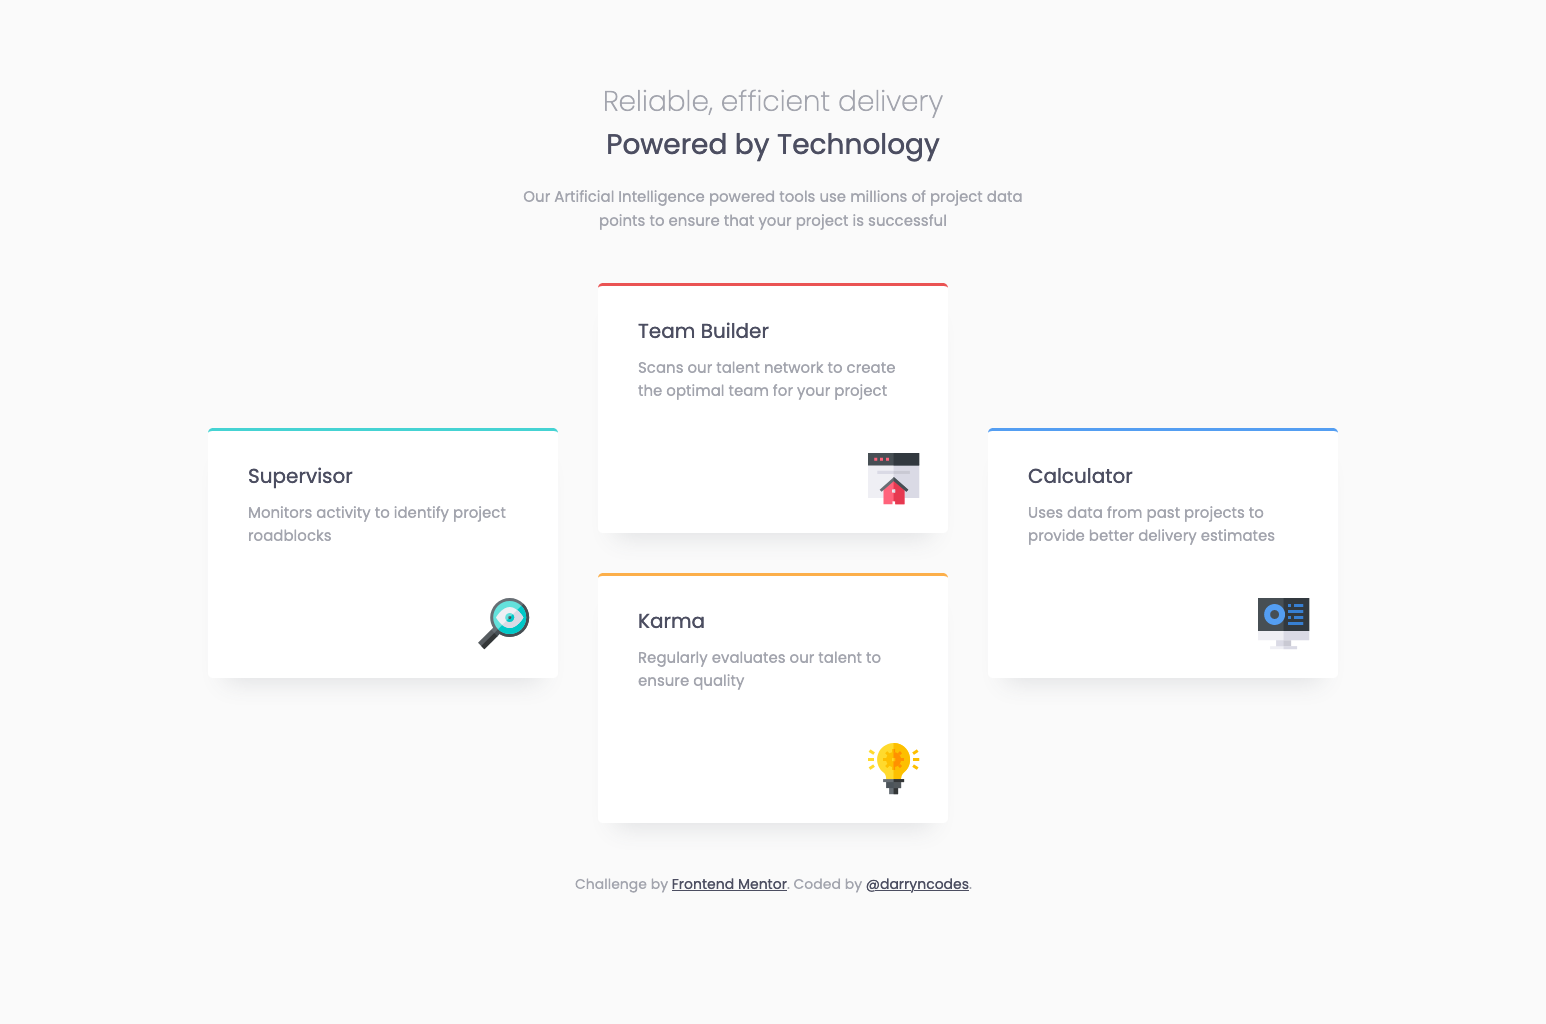 Reliable, efficient delivery
Powered by Technology
Our Artificial Intelligence powered tools use millions of project data
points to ensure that your project is successful
Supervisor
Monitors activity to identify project
roadblocks
Team Builder
Scans our talent network to create
the optimal team for your project
Karma
Regularly evaluates our talent to
ensure quality
Calculator
Uses data from past projects to
provide better delivery estimates
Challenge by Frontend Mentor. Coded by @darryncodes.